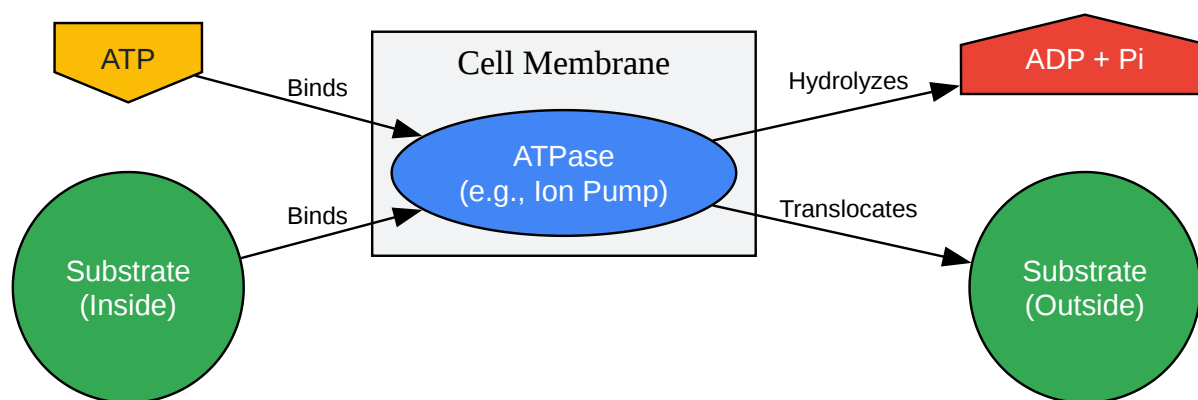 ATP
Binds
Cell Membrane
Hydrolyzes
ADP + Pi
ATPase
(e.g., Ion Pump)
Binds
Translocates
Substrate
(Inside)
Substrate
(Outside)